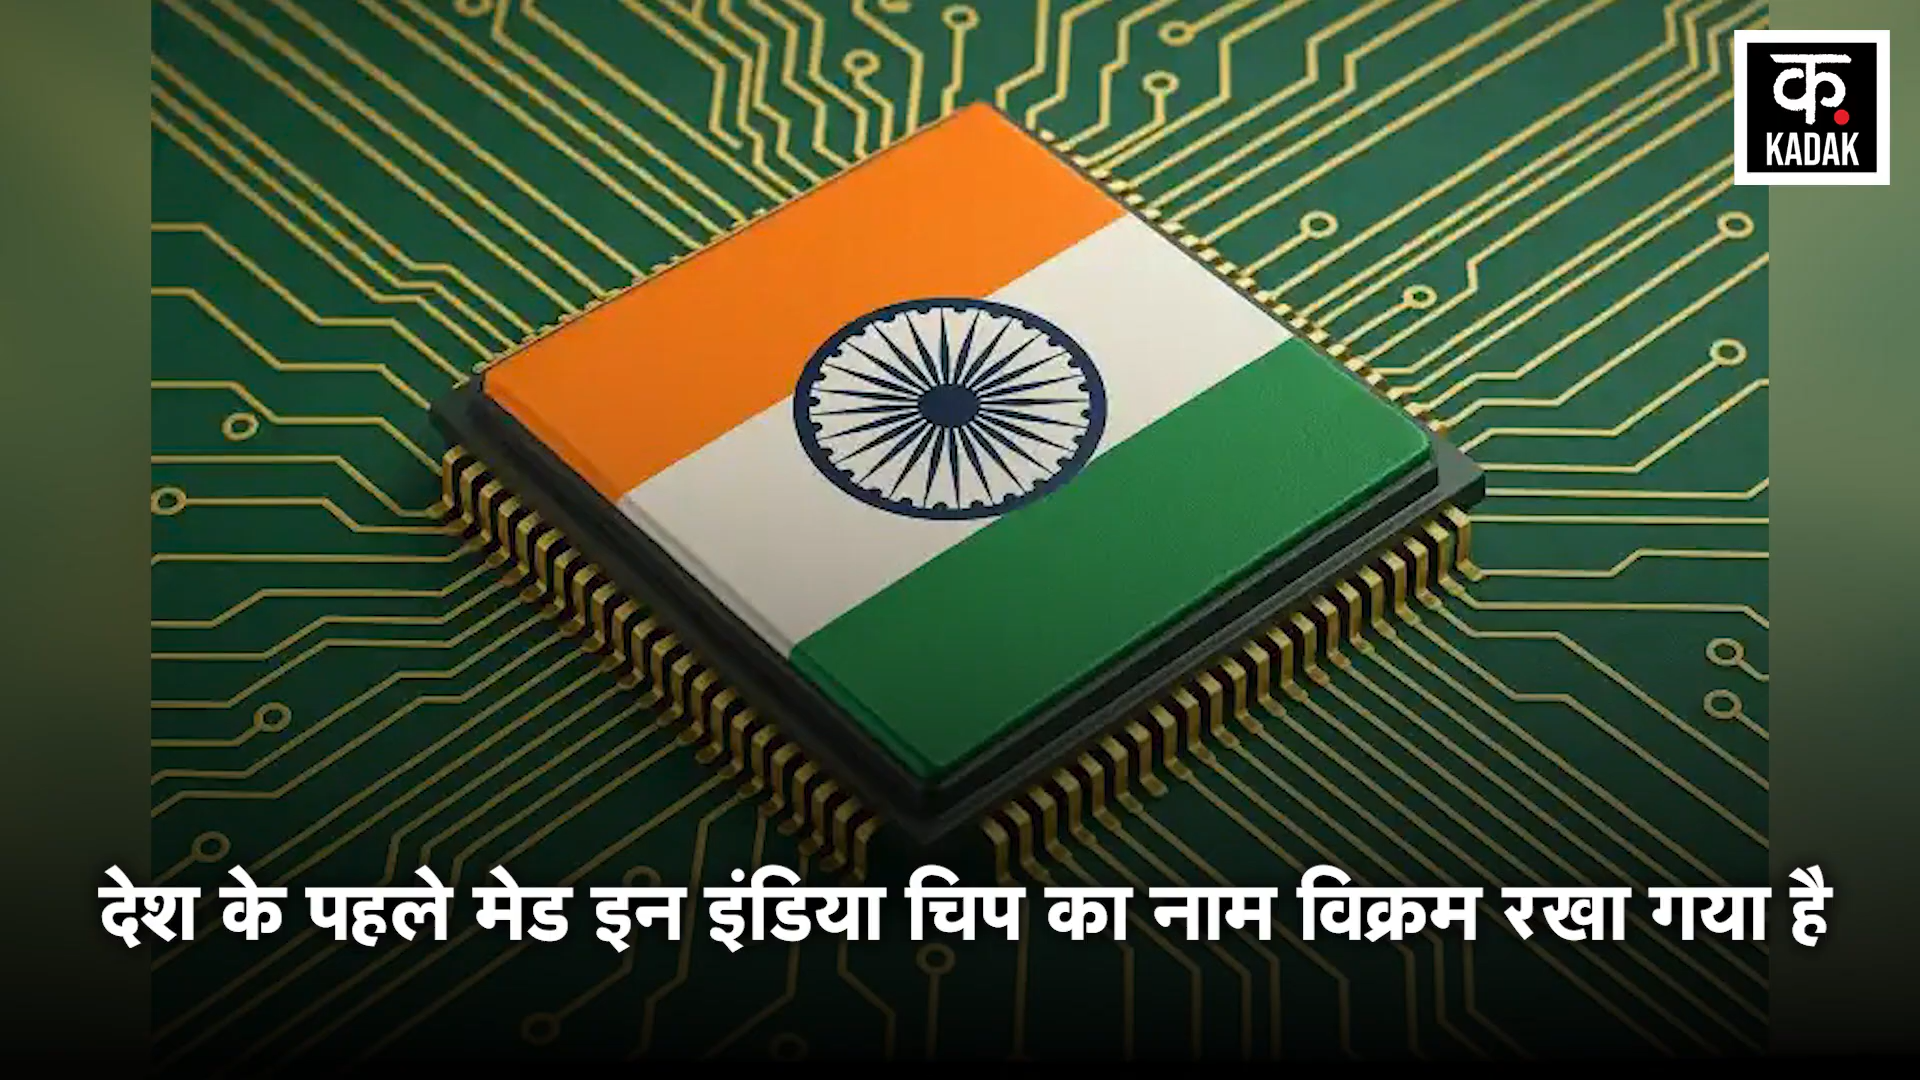 क.
KADAK
देश के पहले मेड इन इंडिया चिप का नाम विक्रम रखा गया है